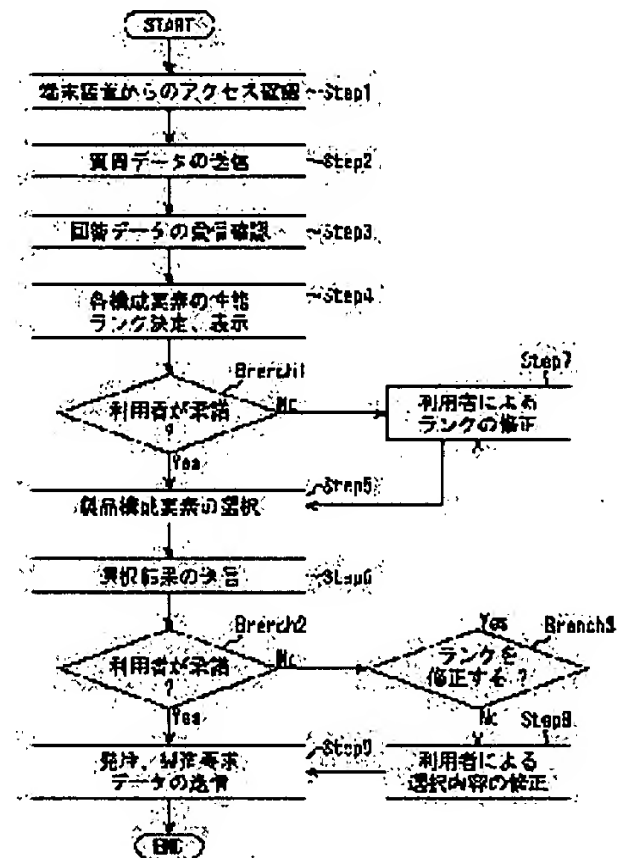 START
端末装置からのアクセス確認
Step1
質問データの送信
Step2
回答データの受信確認
Step3
各構成要素の性能
ランク決定、表示
Step4
Branch1
利用者が承諾
?
No
Yes
Step7
利用者による
ランクの修正
製品構成要素の選択
Step5
選択結果の送信
Step6
Branch2
利用者が承諾
?
No
Yes
Yes
Branch3
ランクを
修正する?
No
Step8
利用者による
選択内容の修正
発注、
要求
データの送信
Step9
END